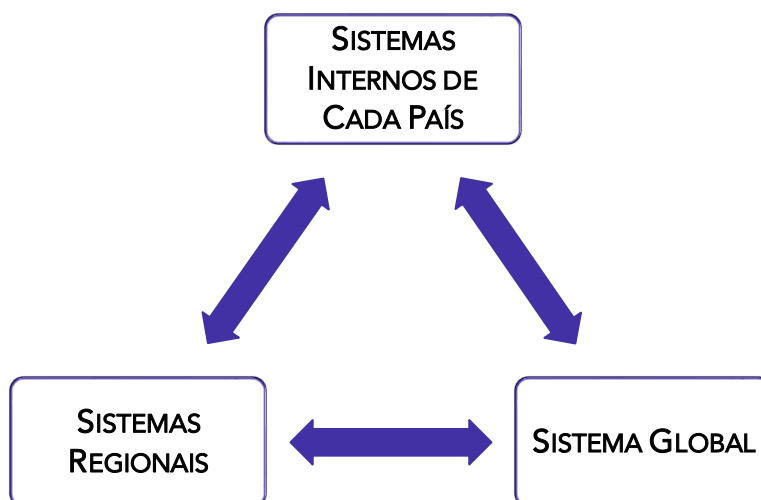 SISTEMAS
INTERNOS DE
CADA PAÍS
SISTEMAS
REGIONAIS
SISTEMA GLOBAL